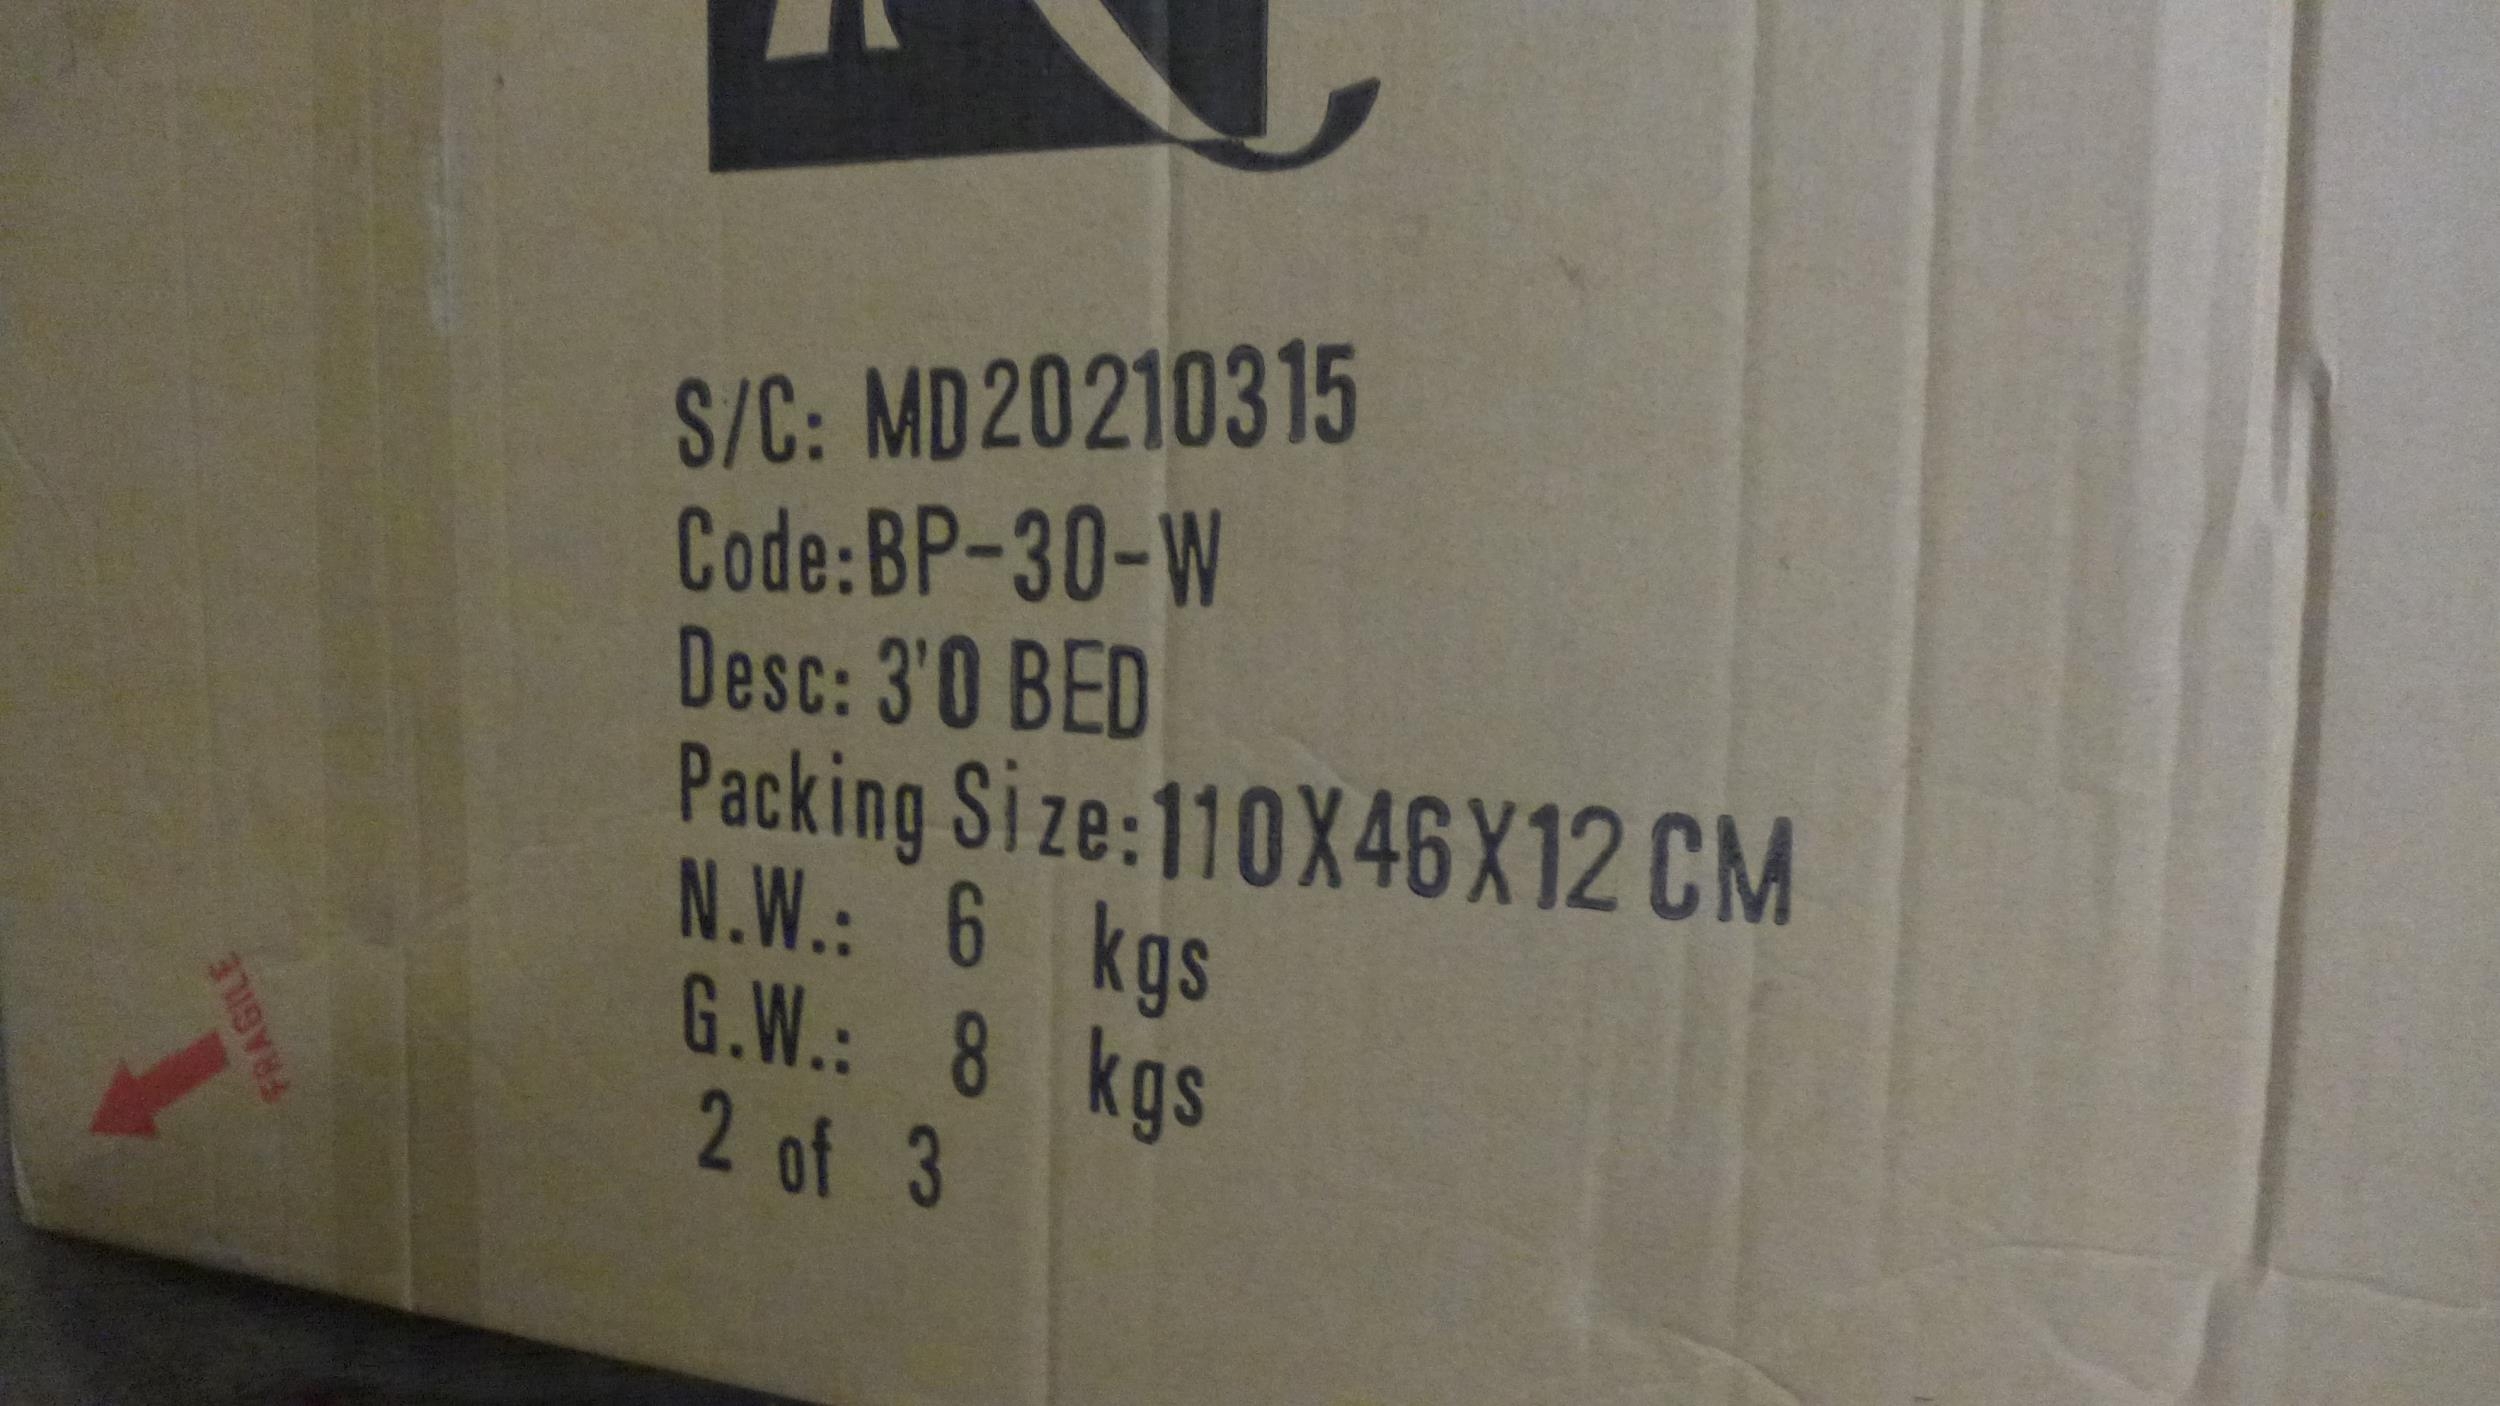 S/C: MD20210315
Code:BP-30-W
Desc: 3'0 BED
Packing Size:110X46X12 CM
N.W.: 6 kgs
G.W.: 8 kgs
2 of 3
FRAGILE